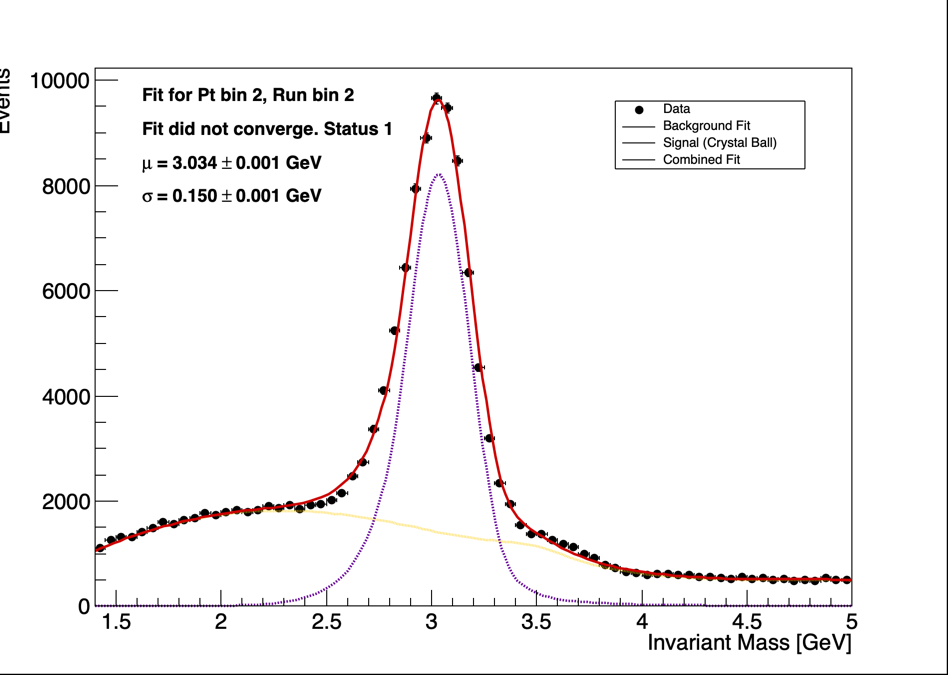 Events
10000
8000
6000
4000
2000
0
Fit for Pt bin 2, Run bin 2
Fit did not converge. Status 1
μ = 3.034 ± 0.001 GeV
σ = 0.150 ± 0.001 GeV
Data
Background Fit
Signal (Crystal Ball)
Combined Fit
1.5 2 2.5 3 3.5 4 4.5 5
Invariant Mass [GeV]